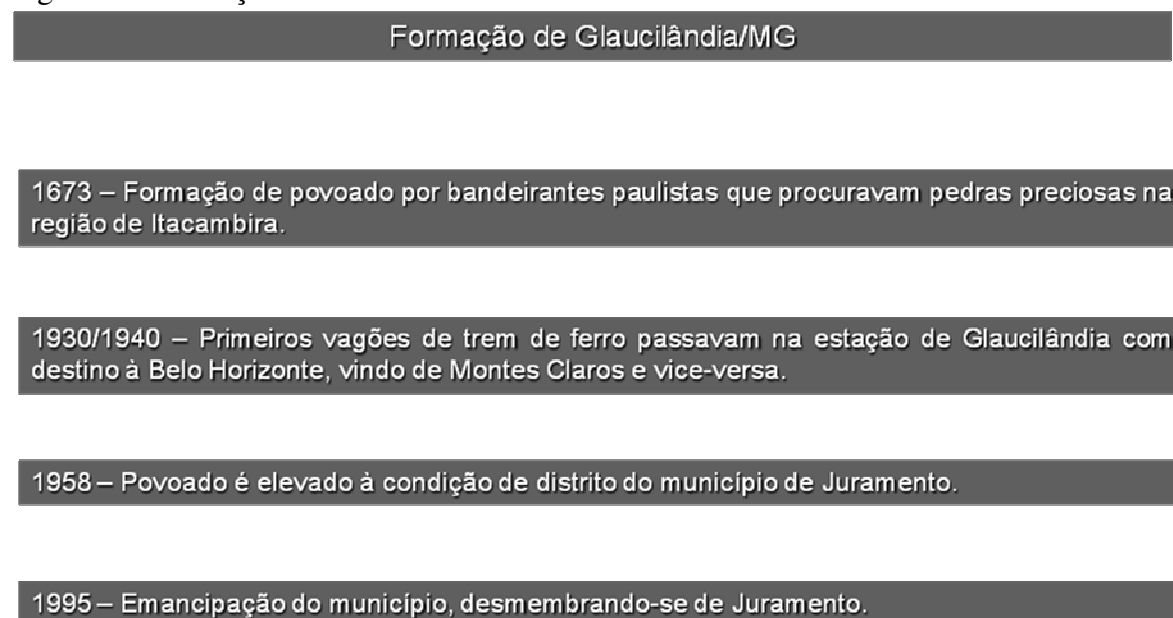 Formação de Glaucilândia/MG
1673 – Formação de povoado por bandeirantes paulistas que procuravam pedras preciosas na
região de Itacambira.
1930/1940 – Primeiros vagões de trem de ferro passavam na estação de Glaucilândia com
destino à Belo Horizonte, vindo de Montes Claros e vice-versa.
1958 – Povoado é elevado à condição de distrito do município de Juramento.
1995 – Emancipação do município, desmembrando-se de Juramento.